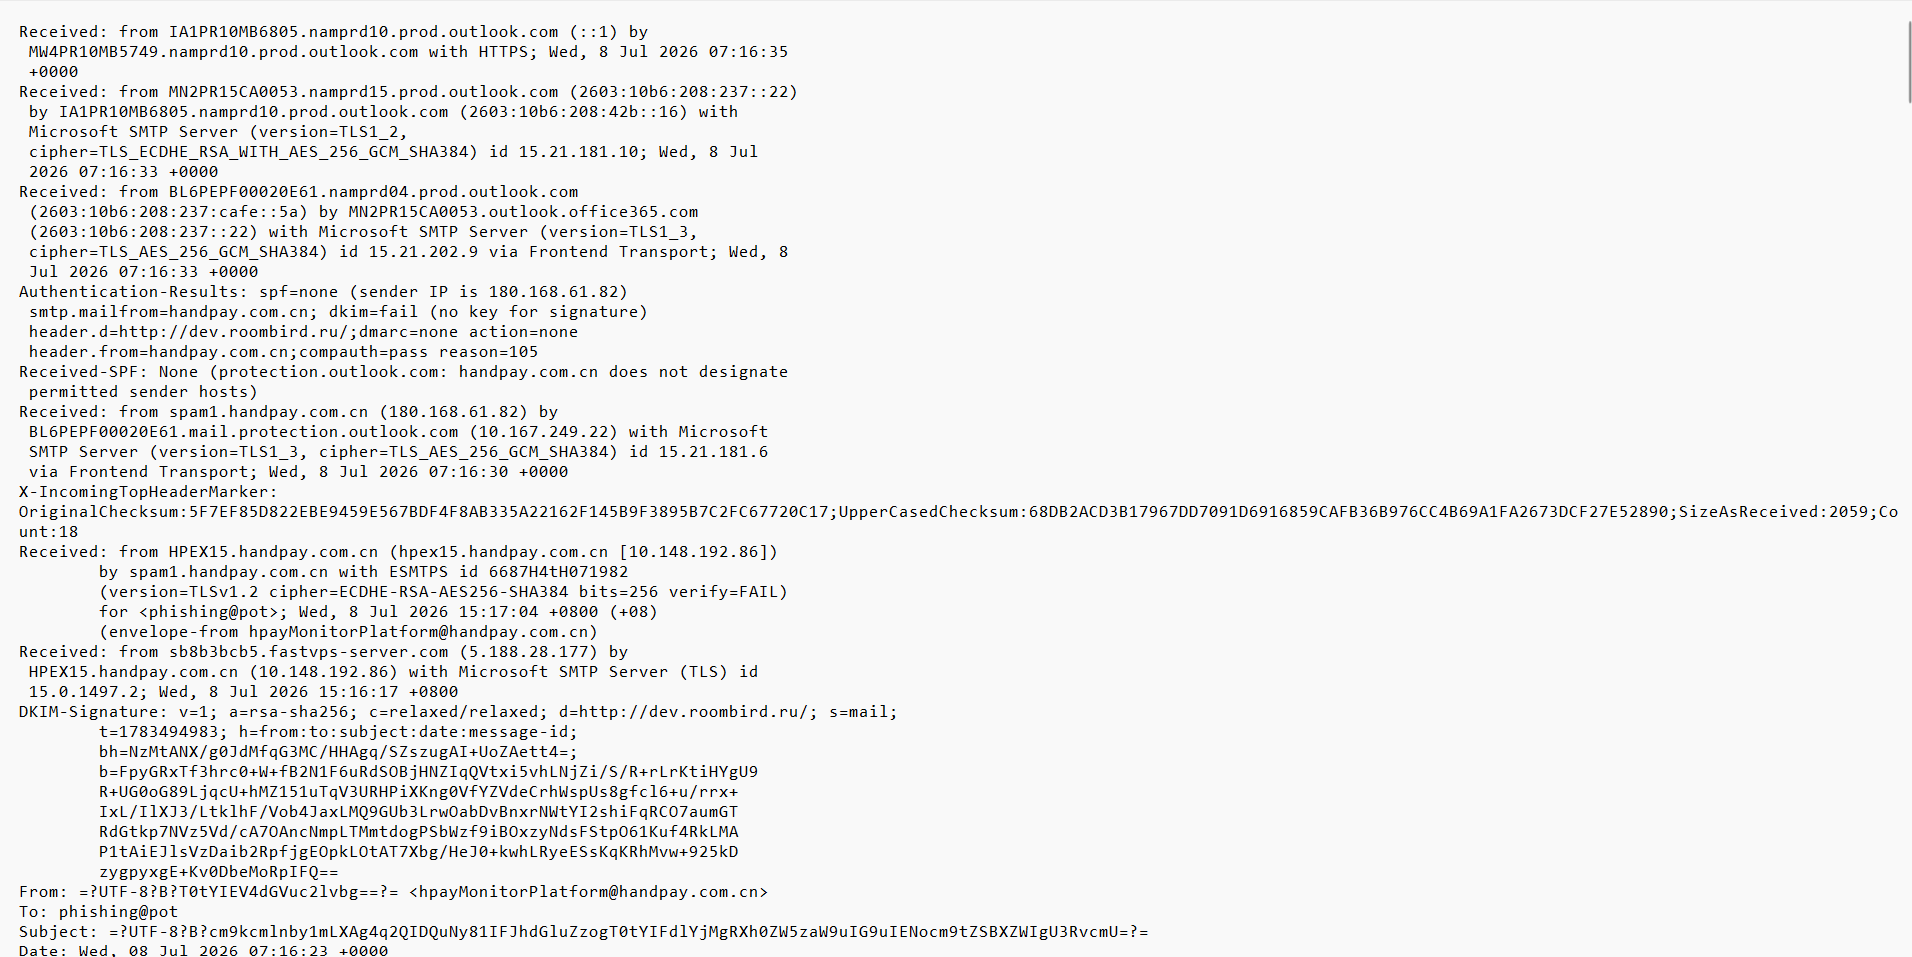 Received: from IA1PR10MB6805.namprd10.prod.outlook.com (::1) by
MW4PR10MB5749.namprd10.prod.outlook.com with HTTPS; Wed, 8 Jul 2026 07:16:35
+0000
Received: from MN2PR15CA0053.namprd15.prod.outlook.com (2603:10b6:208:237::22)
by IA1PR10MB6805.namprd10.prod.outlook.com (2603:10b6:208:42b::16) with
Microsoft SMTP Server (version=TLS1_2,
cipher=TLS_ECDHE_RSA_WITH_AES_256_GCM_SHA384) id 15.21.181.10; Wed, 8 Jul
2026 07:16:33 +0000
Received: from BL6PEPF00020E61.namprd04.prod.outlook.com
(2603:10b6:208:237:cafe::5a) by MN2PR15CA0053.outlook.office365.com
(2603:10b6:208:237::22) with Microsoft SMTP Server (version=TLS1_3,
cipher=TLS_AES_256_GCM_SHA384) id 15.21.202.9 via Frontend Transport; Wed, 8
Jul 2026 07:16:33 +0000
Authentication-Results: spf=none (sender IP is 180.168.61.82)
smtp.mailfrom=handpay.com.cn; dkim=fail (no key for signature)
header.d=http://dev.roombird.ru/;dmarc=none action=none
header.from=handpay.com.cn;compauth=pass reason=105
Received-SPF: None (protection.outlook.com: handpay.com.cn does not designate
permitted sender hosts)
Received: from spam1.handpay.com.cn (180.168.61.82) by
BL6PEPF00020E61.mail.protection.outlook.com (10.167.249.22) with Microsoft
SMTP Server (version=TLS1_3, cipher=TLS_AES_256_GCM_SHA384) id 15.21.181.6
via Frontend Transport; Wed, 8 Jul 2026 07:16:30 +0000
X-IncomingTopHeaderMarker:
OriginalChecksum:5F7EF85D822EBE9459E567BDF4F8AB335A22162F145B9F3895B7C2FC67720C17;UpperCasedChecksum:68DB2ACD3B17967DD7091D6916859CAFB36B976CC4B69A1FA2673DCF27E52890;SizeAsReceived:2059;Co
unt:18
Received: from HPEX15.handpay.com.cn (hpex15.handpay.com.cn [10.148.192.86])
by spam1.handpay.com.cn with ESMTPS id 6687H4tH071982
(version=TLSv1.2 cipher=ECDHE-RSA-AES256-SHA384 bits=256 verify=FAIL)
for <phishing@pot>; Wed, 8 Jul 2026 15:17:04 +0800 (+08)
(envelope-from hpayMonitorPlatform@handpay.com.cn)
Received: from sb8b3bcb5.fastvps-server.com (5.188.28.177) by
HPEX15.handpay.com.cn (10.148.192.86) with Microsoft SMTP Server (TLS) id
15.0.1497.2; Wed, 8 Jul 2026 15:16:17 +0800
DKIM-Signature: v=1; a=rsa-sha256; c=relaxed/relaxed; d=http://dev.roombird.ru/; s=mail;
t=1783494983; h=from:to:subject:date:message-id;
bh=NzMtANX/g0JdMfqG3MC/HHAgq/SZszugAI+UoZAett4=;
b=FpyGRxTf3hrc0+W+fB2N1F6uRdSOBjHNZIqQVtxi5vhLNjZi/S/R+rLrKtiHYgU9
R+UG0oG89LjqcU+hMZ151uTqV3URHPiXKng0VfYZVdeCrhWspUs8gfcl6+u/rrx+
IxL/IlXJ3/LtklhF/Vob4JaxLMQ9GUb3LrwOabDvBnxrNWtYI2shiFqRCO7aumGT
RdGtkp7NVz5Vd/cA7OAncNmpLTMmtdogPSbWzf9iBOxzyNdsFStpO61Kuf4RkLMA
P1tAiEJlsVzDaib2RpfjgEOpkLOtAT7Xbg/HeJ0+kwhLRyeESsKqKRhMvw+925kD
zygpyxgE+Kv0DbeMoRpIFQ==
From: =?UTF-8?B?T0tYIEV4dGVuc2lvbg==?= <hpayMonitorPlatform@handpay.com.cn>
To: phishing@pot
Subject: =?UTF-8?B?cm9kcmlnby1mLXAg4q2QIDQuNy81IFJhdGluZzogT0tYIFdlYjMgRXh0ZW5zaW9uIG9uIENocm9tZSBXZWIgU3RvcmU=?=
Date: Wed, 08 Jul 2026 07:16:23 +0000